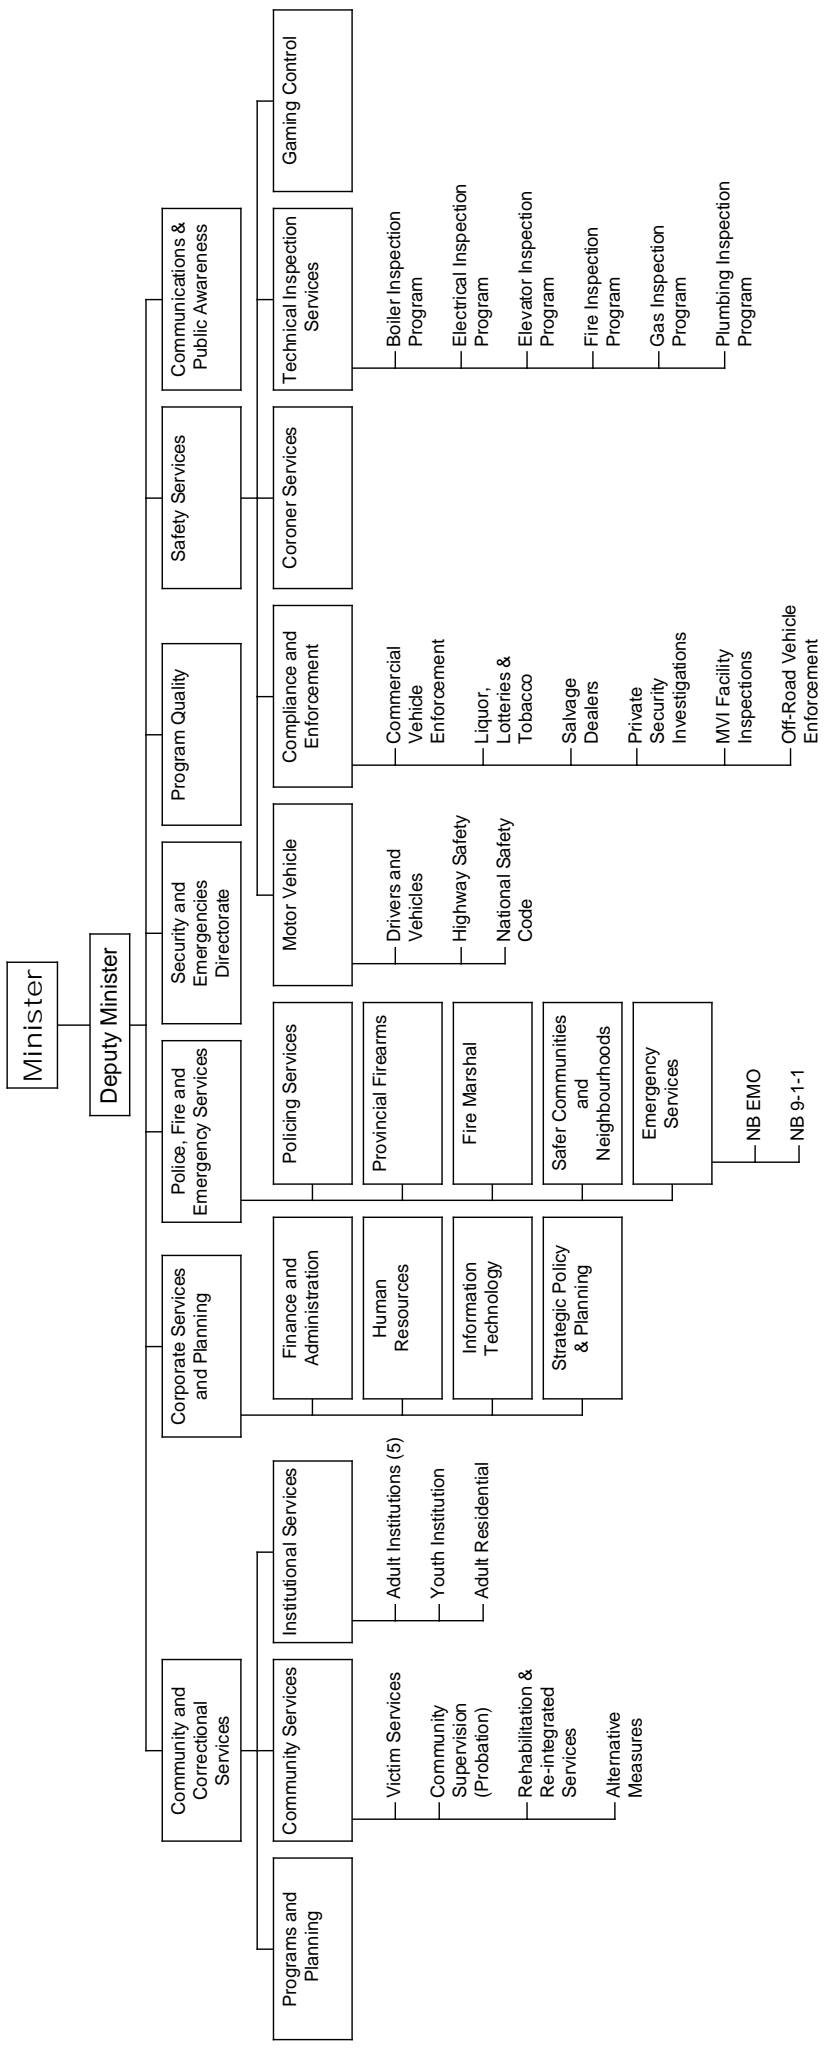 Minister
Deputy Minister
Community and
Correctional
Services
Corporate Services
and Planning
Police, Fire and
Emergency Services
Security and
Emergencies
Directorate
Program Quality
Safety Services
Communications &
Public Awareness
Programs and
Planning
Community Services
Victim Services
Community
Supervision
(Probation)
Rehabilitation &
Re-integrated
Services
Alternative
Measures
Institutional Services
Adult Institutions (5)
Youth Institution
Adult Residential
Finance and
Administration
Human
Resources
Information
Technology
Strategic Policy
& Planning
Policing Services
Provincial Firearms
Fire Marshal
Safer Communities
and
Neighbourhoods
Emergency
Services
NB EMO
NB 9-1-1
Motor Vehicle
Drivers and
Vehicles
Highway Safety
National Safety
Code
Compliance and
Enforcement
Commercial
Vehicle
Enforcement
Liquor,
Lotteries &
Tobacco
Salvage
Dealers
Private
Security
Investigations
MVI Facility
Inspections
Off-Road Vehicle
Enforcement
Coroner Services
Technical Inspection
Services
Boiler Inspection
Program
Electrical Inspection
Program
Elevator Inspection
Program
Fire Inspection
Program
Gas Inspection
Program
Plumbing Inspection
Program
Gaming Control